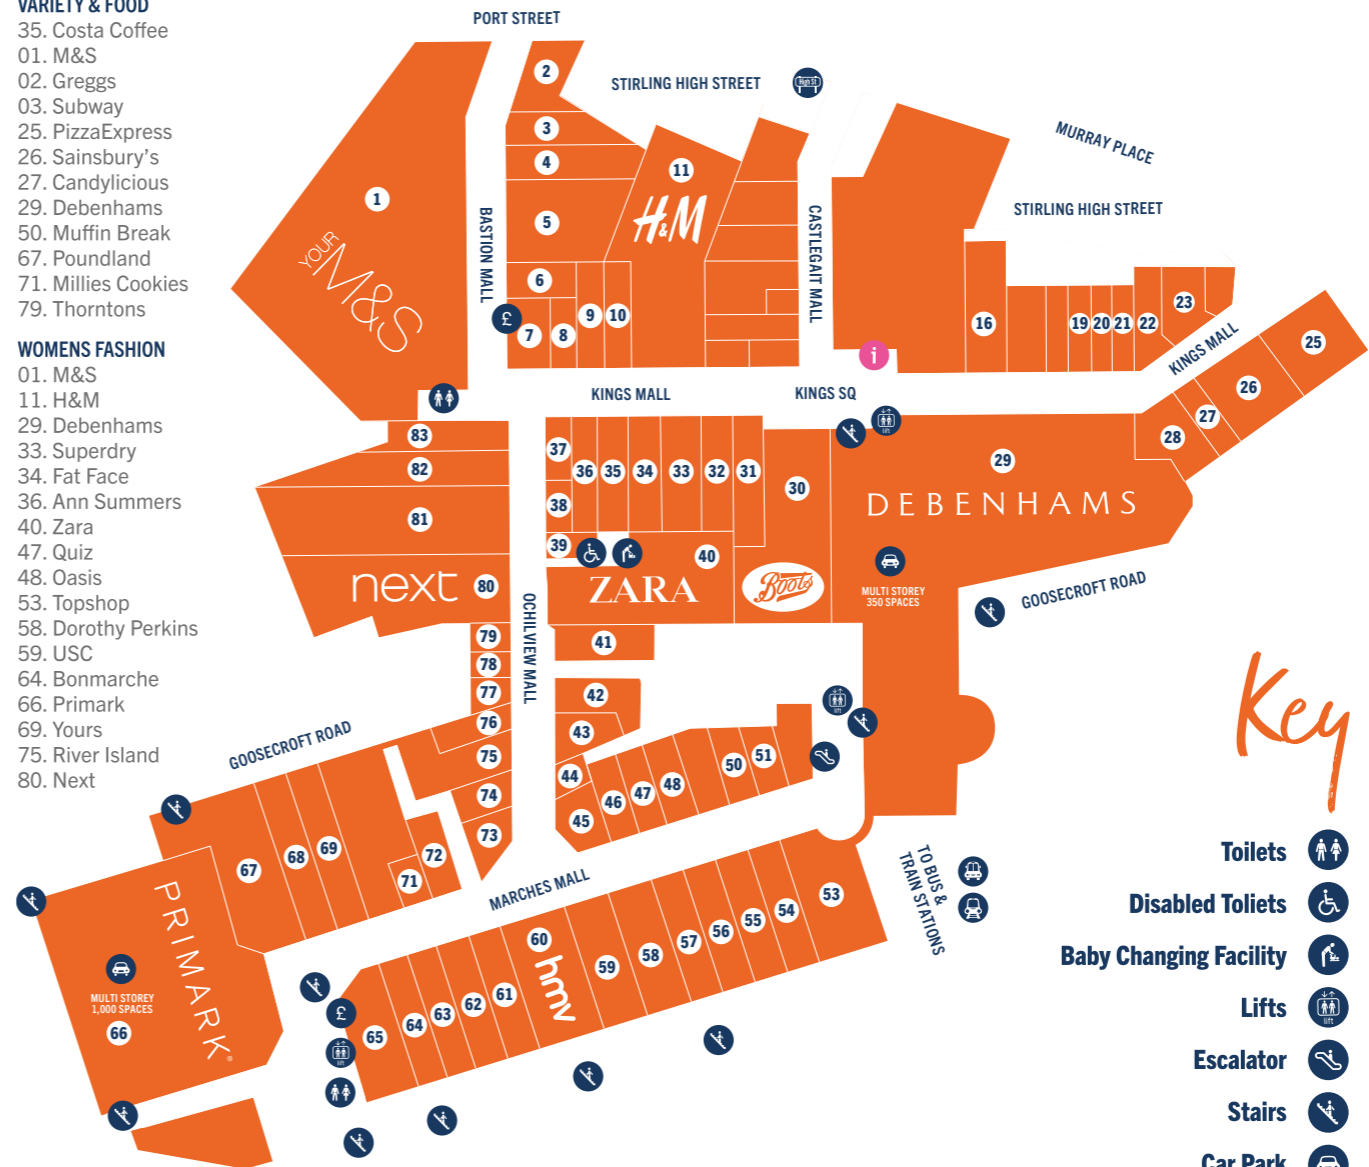 VARIETY & FOOD
35. Costa Coffee
01. M&S
02. Greggs
03. Subway
25. PizzaExpress
26. Sainsbury's
27. Candylicious
29. Debenhams
50. Muffin Break
67. Poundland
71. Millies Cookies
79. Thorntons
WOMENS FASHION
01. M&S
11. H&M
29. Debenhams
33. Superdry
34. Fat Face
36. Ann Summers
40. Zara
47. Quiz
48. Oasis
53. Topshop
58. Dorothy Perkins
59. USC
64. Bonmarche
66. Primark
69. Yours
75. River Island
80. Next
PORT STREET
STIRLING HIGH STREET
High St
MURRAY PLACE
STIRLING HIGH STREET
BASTION MALL
CASTLEGAIT MALL
1
YOUR
M&S
2
3
4
5
6
7
8
9
10
11
H&M
£
i
16
19
20
21
22
23
KINGS MALL
25
26
27
28
KINGS MALL
KINGS SQ
lift
83
82
81
next
80
79
78
77
76
75
74
73
37
38
39
36
35
34
33
32
31
30
40
ZARA
Boots
29
DEBENHAMS
MULTI STOREY
350 SPACES
GOOSECROFT ROAD
OCHILVIEW MALL
41
42
43
44
45
46
47
48
50
51
lift
GOOSECROFT ROAD
67
68
69
71
72
MARCHES MALL
PRIMARK®
MULTI STOREY
1,000 SPACES
66
£
lift
65
64
63
62
61
60
hmv
59
58
57
56
55
54
53
TO BUS &
TRAIN STATIONS
Key
Toilets
Disabled Toliets
Baby Changing Facility
Lifts
lift
Escalator
Stairs
Car Park